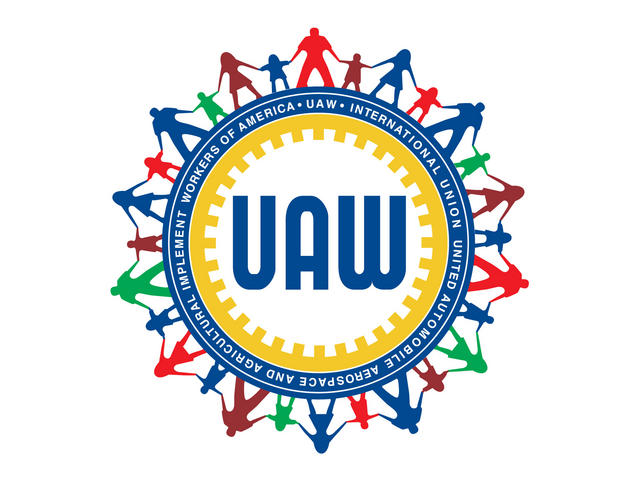 INTERNATIONAL UNION UNITED AUTOMOBILE AEROSPACE AND AGRICULTURAL IMPLEMENT WORKERS OF AMERICA • UAW •
UAW